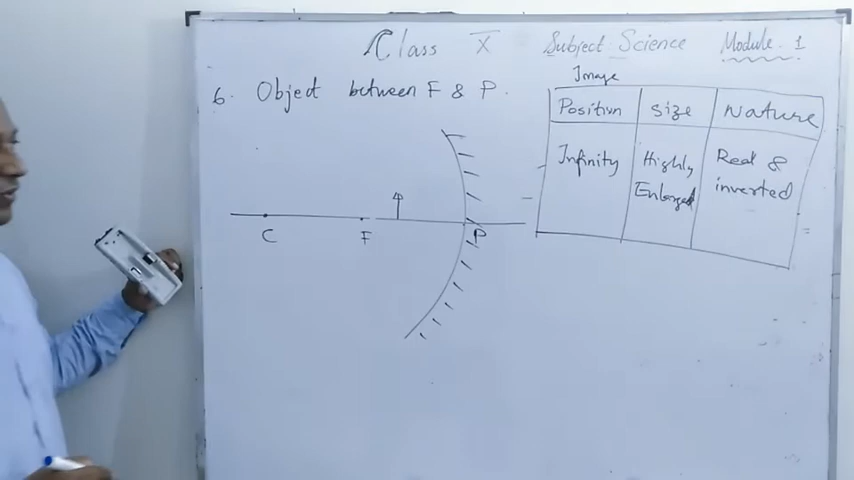 Class X Subject Science Module. 1
6. Object between F & P.
Image
Position Size Nature
Infinity Highly Enlarged Real & inverted
C F P